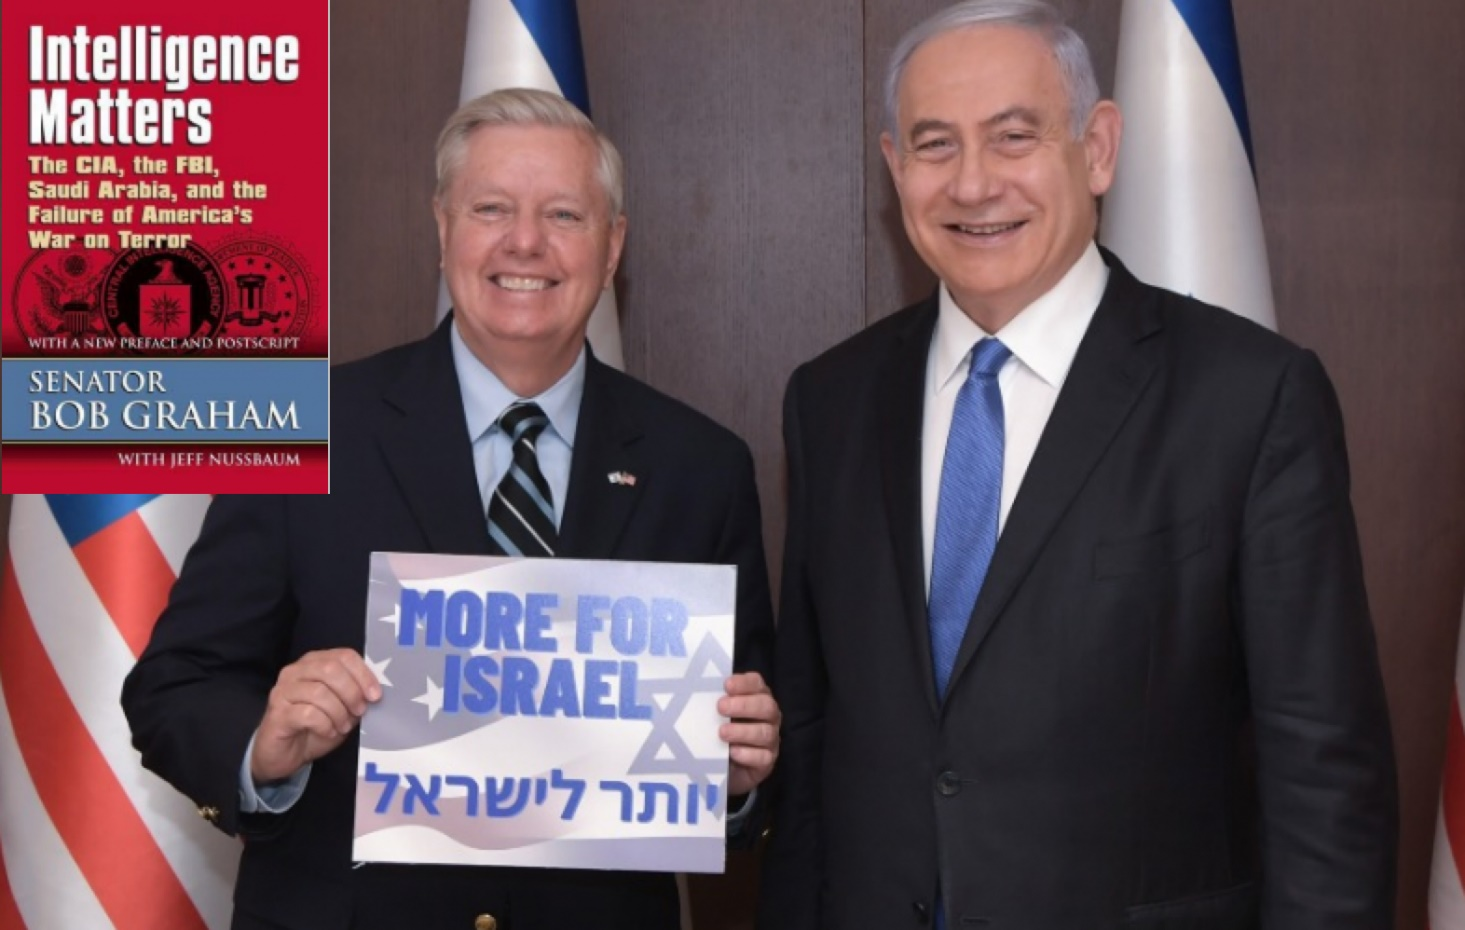 Intelligence
Matters
The CIA, the FBI,
Saudi Arabia, and the
Failure of America's
War on Terror
WITH A NEW PREFACE AND POSTSCRIPT
SENATOR
BOB GRAHAM
WITH JEFF NUSSBAUM
MORE FOR
ISRAEL
יותר לישראל